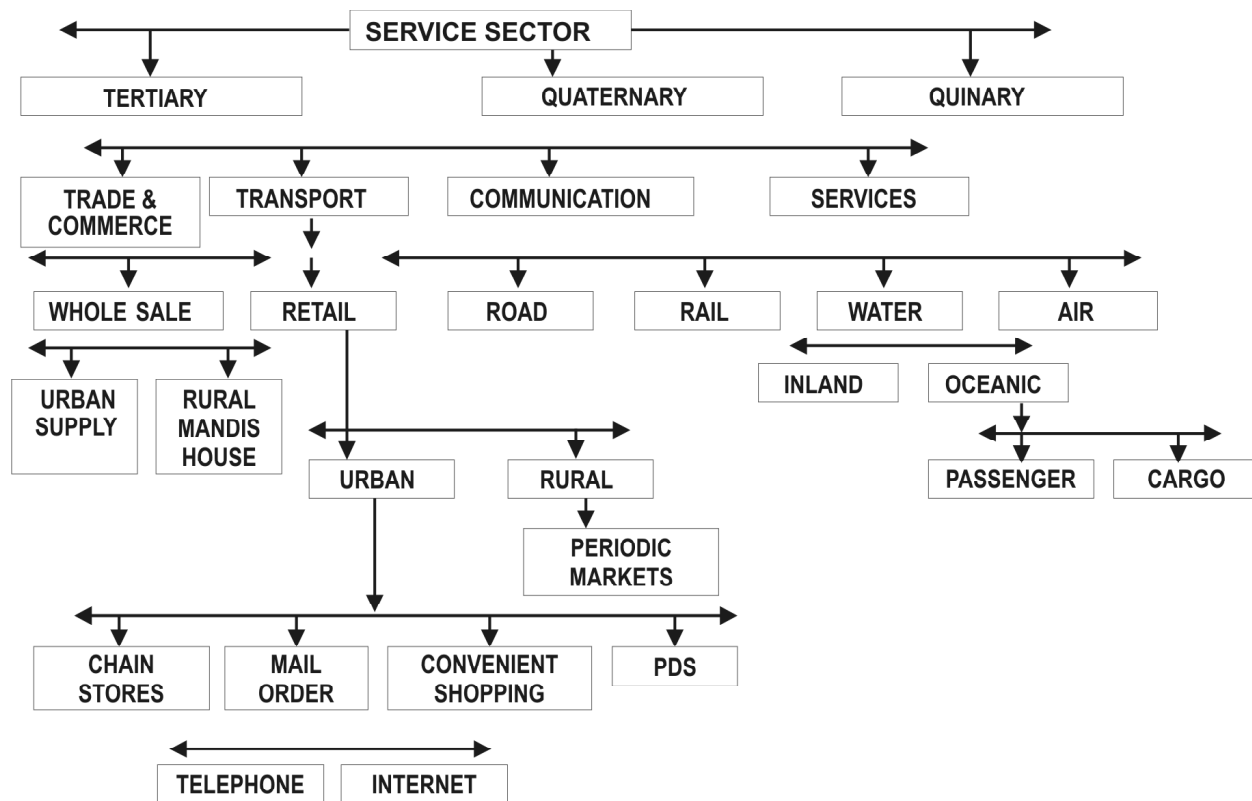 SERVICE SECTOR
TERTIARY
QUATERNARY
QUINARY
TRADE &
COMMERCE
TRANSPORT
COMMUNICATION
SERVICES
WHOLE SALE
RETAIL
ROAD
RAIL
WATER
AIR
URBAN
SUPPLY
RURAL
MANDIS
HOUSE
INLAND
OCEANIC
URBAN
RURAL
PASSENGER
CARGO
PERIODIC
MARKETS
CHAIN
STORES
MAIL
ORDER
CONVENIENT
SHOPPING
PDS
TELEPHONE
INTERNET